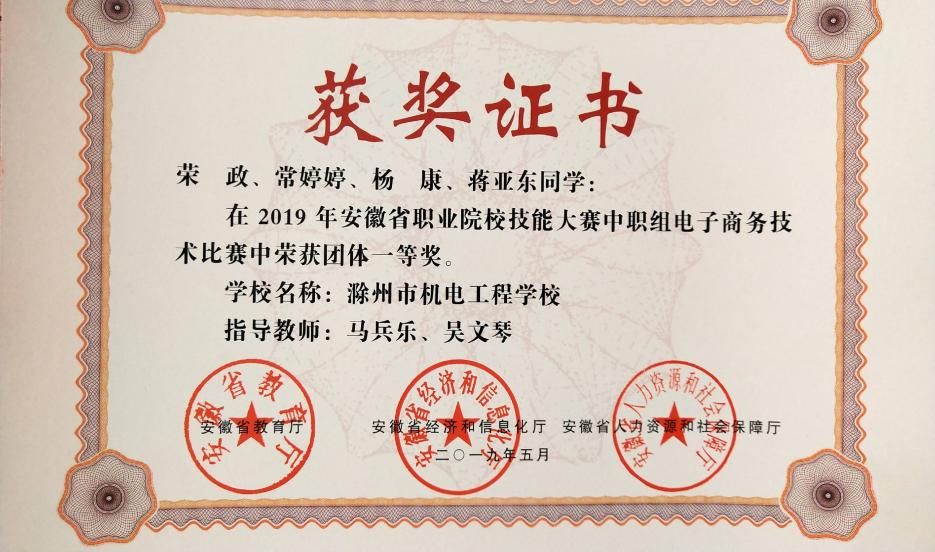 获奖证书
荣　政、常婷婷、杨　康、蒋亚东同学：
在 2019 年安徽省职业院校技能大赛中职组电子商务技
术比赛中荣获团体一等奖。
学校名称：滁州市机电工程学校
指导教师：马兵乐、吴文琴
安徽省教育厅
安徽省经济和信息化厅
安徽省人力资源和社会保障厅
安徽省教育厅　安徽省经济和信息化厅　安徽省人力资源和社会保障厅
二〇一九年五月